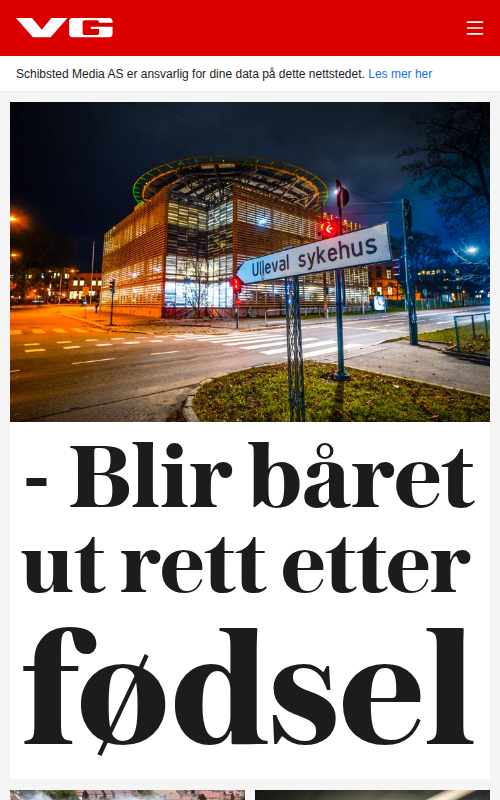 VG
Schibsted Media AS er ansvarlig for dine data på dette nettstedet. Les mer her
Ullevål sykehus
- Blir båret
ut rett etter
fødsel